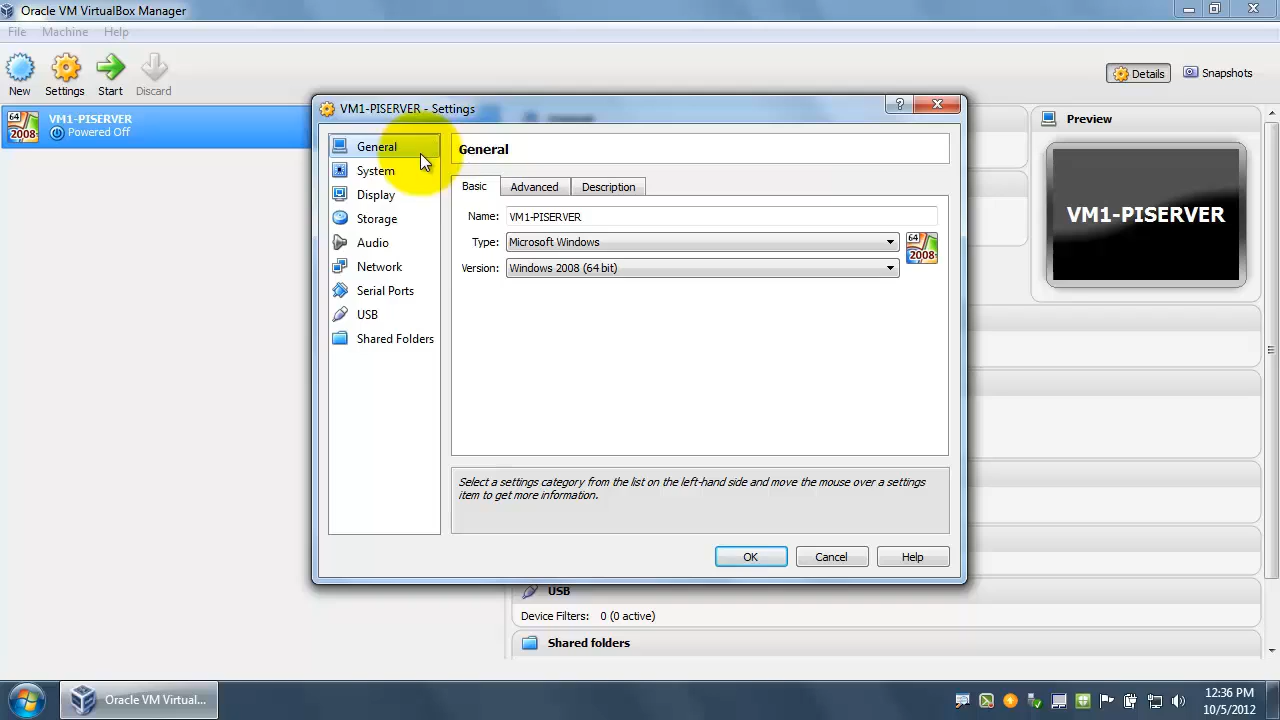 Oracle VM VirtualBox Manager
File Machine Help
New Settings Start Discard
Details Snapshots
64
2008
VM1-PISERVER
Powered Off
Preview
VM1-PISERVER
VM1-PISERVER - Settings
?
General
System
Display
Storage
Audio
Network
Serial Ports
USB
Shared Folders
General
Basic Advanced Description
Name: VM1-PISERVER
Type: Microsoft Windows
Version: Windows 2008 (64 bit)
64
2008
Select a settings category from the list on the left-hand side and move the mouse over a settings
item to get more information.
OK Cancel Help
USB
Device Filters: 0 (0 active)
Shared folders
Oracle VM Virtual...
12:36 PM
10/5/2012